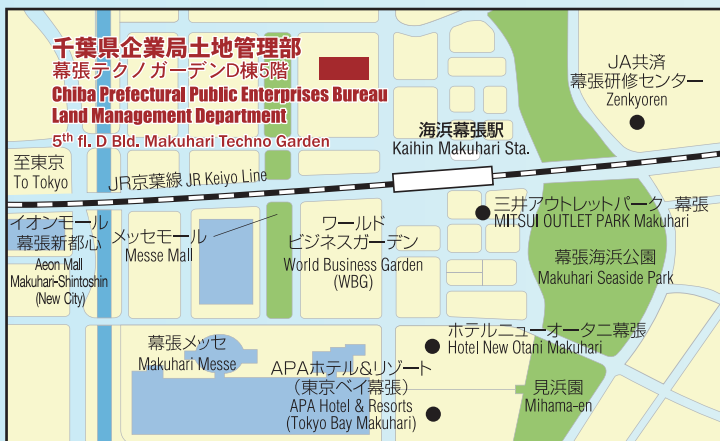 千葉県企業局土地管理部
幕張テクノガーデンD棟5階
Chiba Prefectural Public Enterprises Bureau
Land Management Department
5th fl. D Bld. Makuhari Techno Garden
JA共済
幕張研修センター
Zenkyoren
海浜幕張駅
Kaihin Makuhari Sta.
至東京
To Tokyo
JR京葉線 JR Keiyo Line
イオンモール
幕張新都心
Aeon Mall
Makuhari-Shintoshin
(New City)
メッセモール
Messe Mall
ワールド
ビジネスガーデン
World Business Garden
(WBG)
三井アウトレットパーク 幕張
MITSUI OUTLET PARK Makuhari
幕張海浜公園
Makuhari Seaside Park
幕張メッセ
Makuhari Messe
ホテルニューオータニ幕張
Hotel New Otani Makuhari
APAホテル&リゾート
（東京ベイ幕張）
APA Hotel & Resorts
(Tokyo Bay Makuhari)
見浜園
Mihama-en